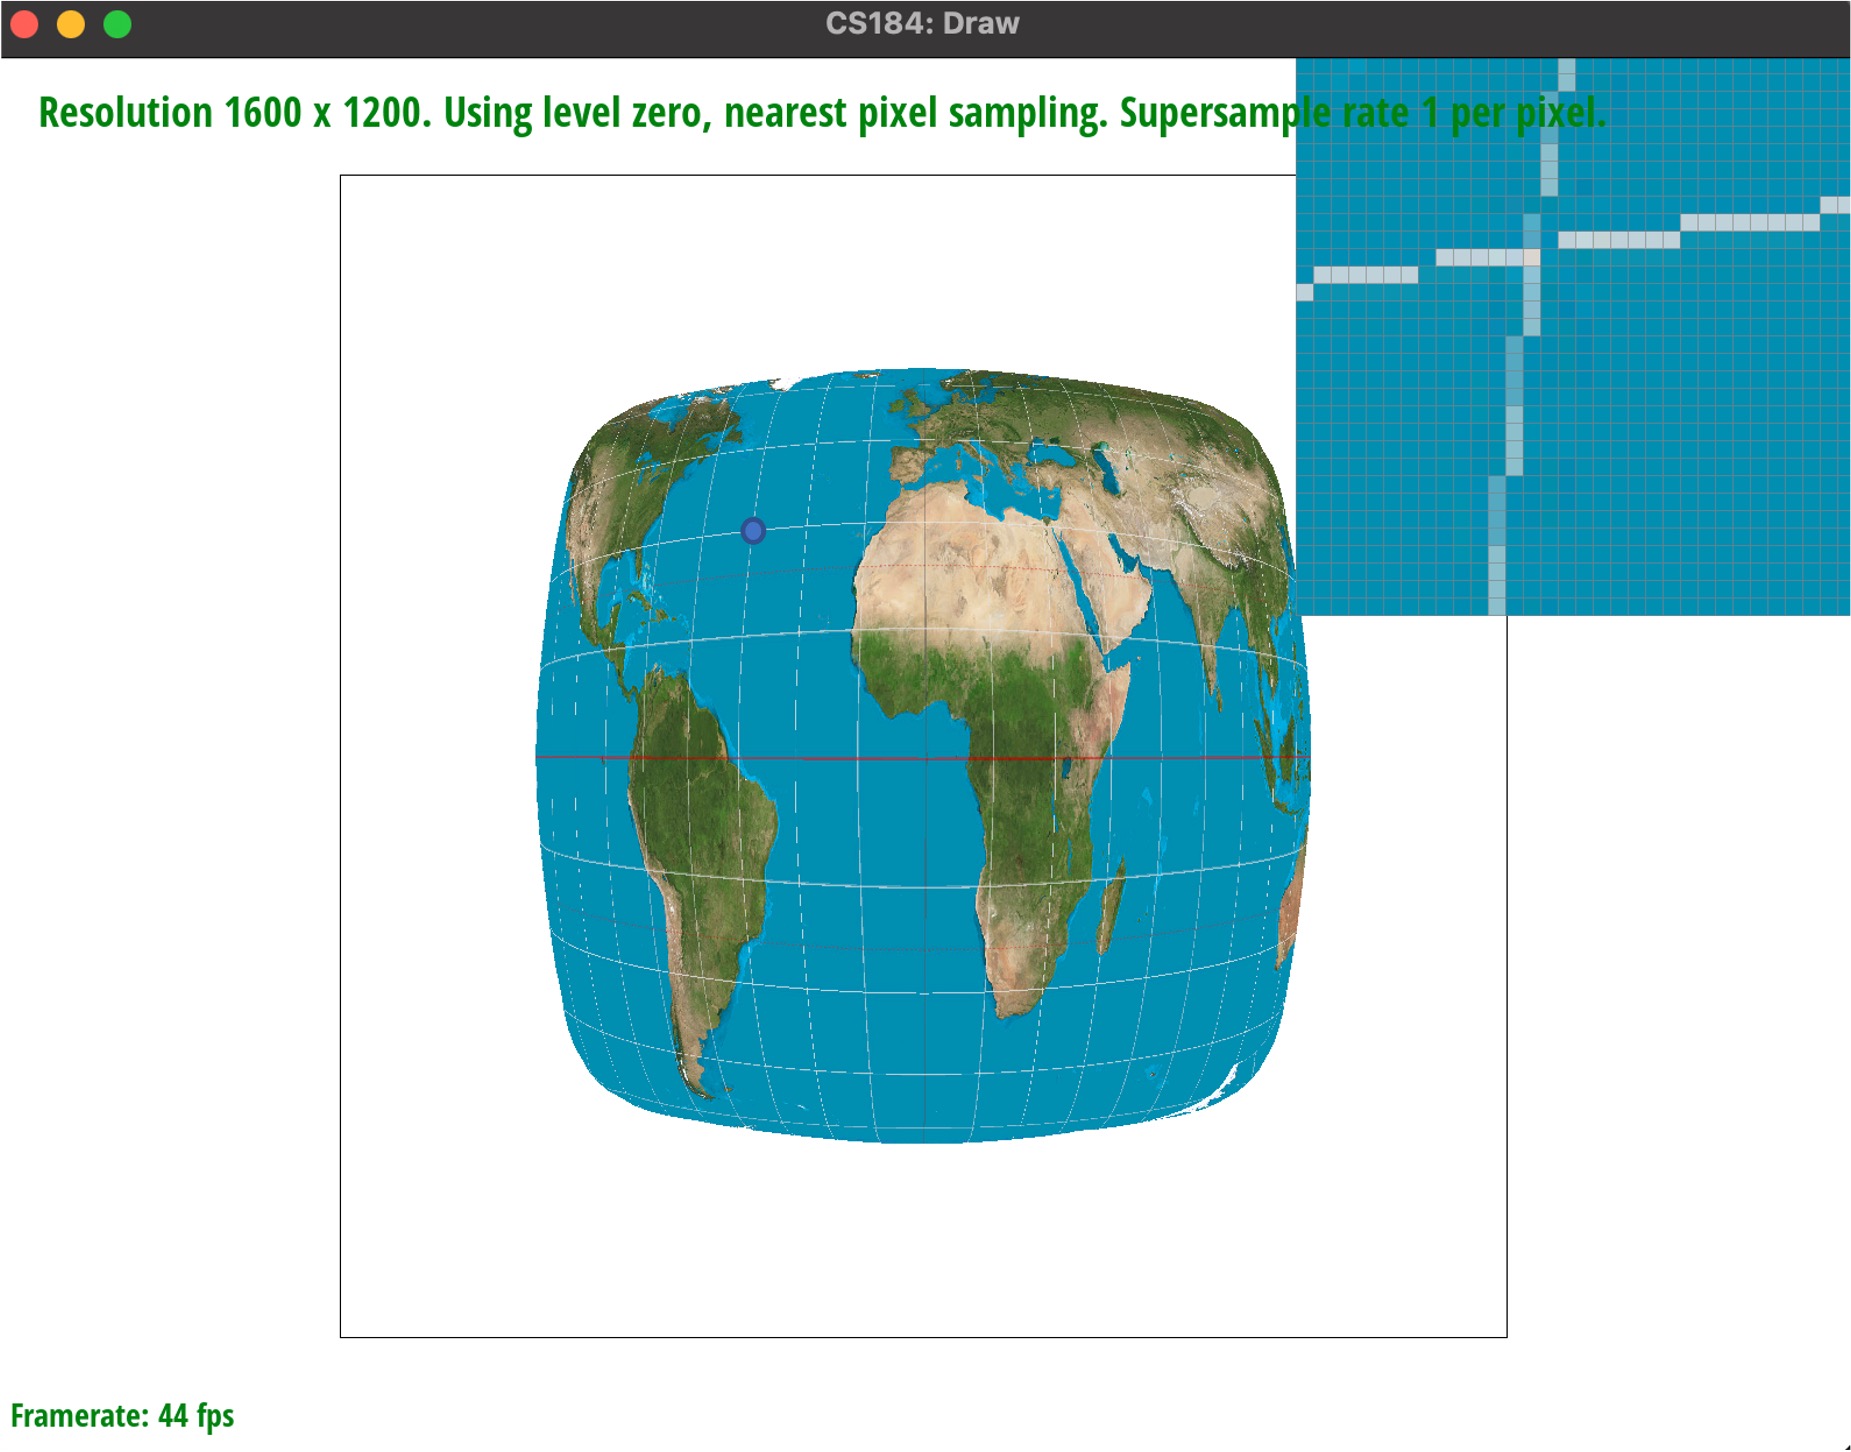 CS184: Draw
Resolution 1600 x 1200. Using level zero, nearest pixel sampling. Supersample rate 1 per pixel.
Framerate: 44 fps